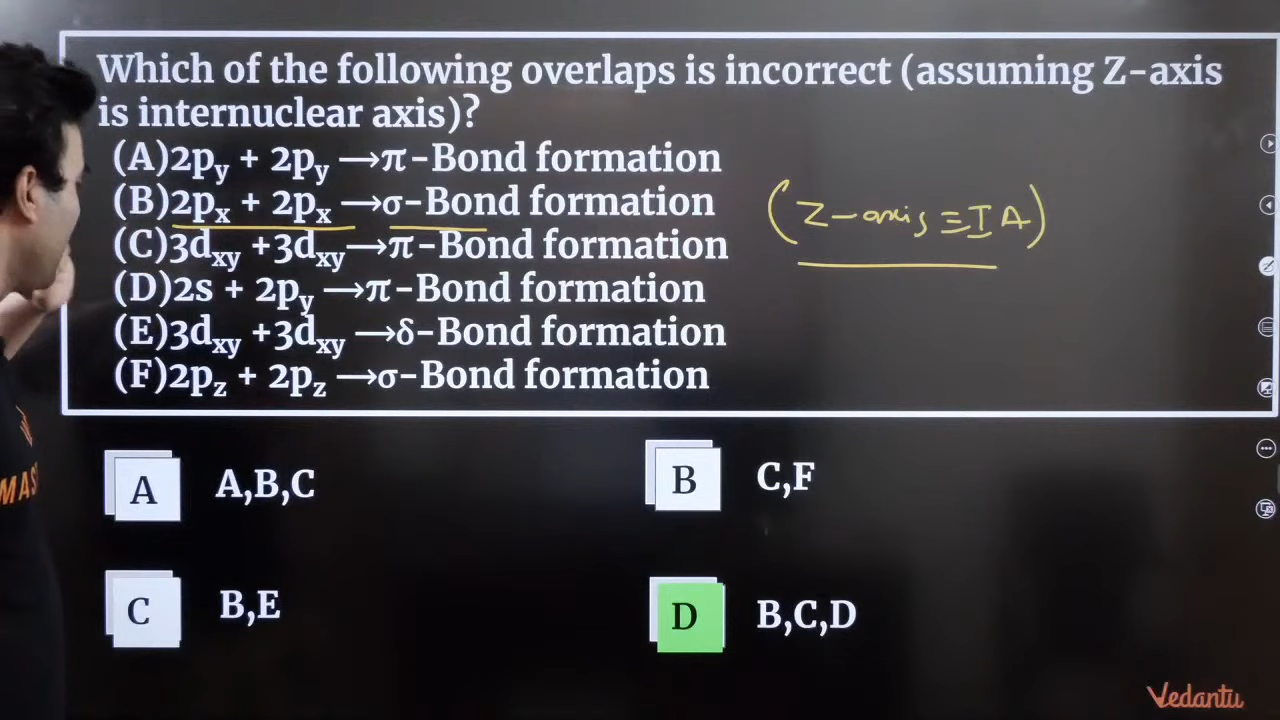 Which of the following overlaps is incorrect (assuming Z-axis
is internuclear axis)?
(A)2py + 2py ⟶π-Bond formation
(B)2px + 2px ⟶σ-Bond formation
(Z-axis ≡ I A)
(C)3dxy +3dxy⟶π-Bond formation
(D)2s + 2py ⟶π-Bond formation
(E)3dxy +3dxy ⟶δ-Bond formation
(F)2pz + 2pz ⟶σ-Bond formation
A A,B,C
B C,F
C B,E
D B,C,D
MAS
Vedantu